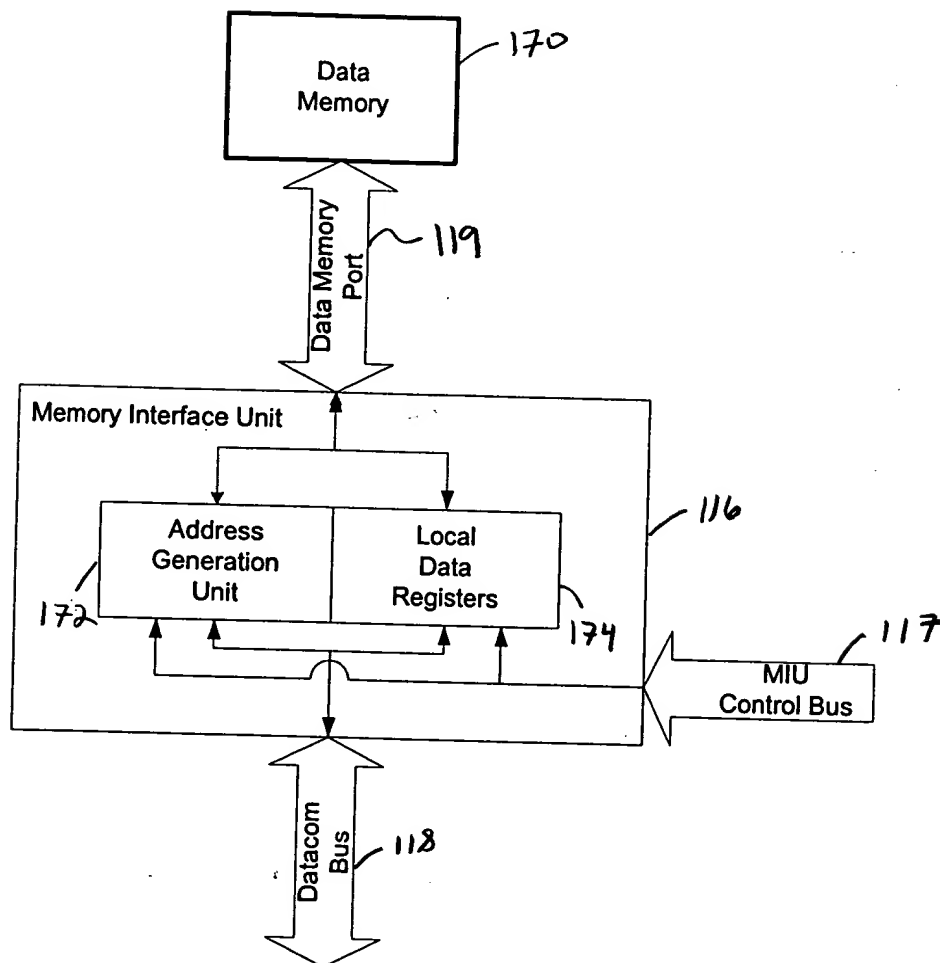 170
Data
Memory
Data Memory
Port
119
Memory Interface Unit
116
Address
Generation
Unit
Local
Data
Registers
172
174
117
MIU
Control Bus
Datacom
Bus
118